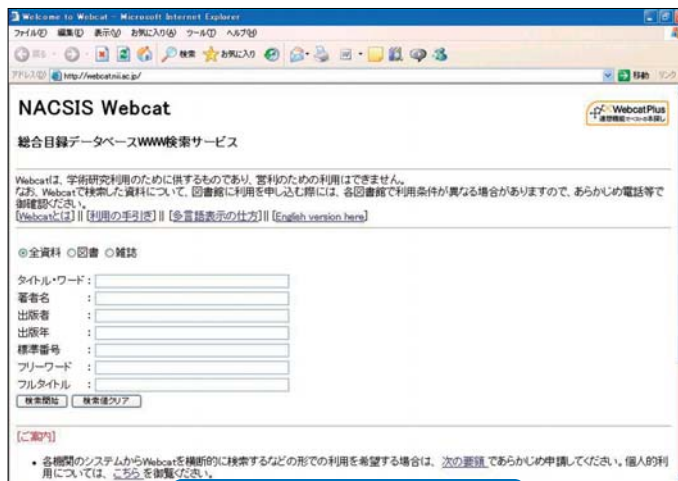 Welcome to Webcat - Microsoft Internet Explorer
ファイル(F) 編集(E) 表示(V) お気に入り(A) ツール(T) ヘルプ(H)
検索 お気に入り
http://webcat.nii.ac.jp/ 移動 リンク
NACSIS Webcat
WebcatPlus
総合目録データベースWWW検索サービス
Webcatは、学術研究利用のために供するものであり、営利のための利用はできません。
なお、Webcatで検索した資料について、図書館に利用を申し込む際には、各図書館で利用条件が異なる場合がありますので、あらかじめ電話等で
御確認ください。
[Webcatとは] || [利用の手引き] || [多言語表示の仕方] || [English version here]
全資料 図書 雑誌
タイトル・ワード :
著者名 :
出版者 :
出版年 :
標準番号 :
フリーワード :
フルタイトル :
検索開始 検索値クリア
[ご案内]
• 各機関のシステムからWebcatを横断的に検索するなどの形での利用を希望する場合は、 次の要領 であらかじめ申請してください。個人的利
用については、 こちら を御覧ください。